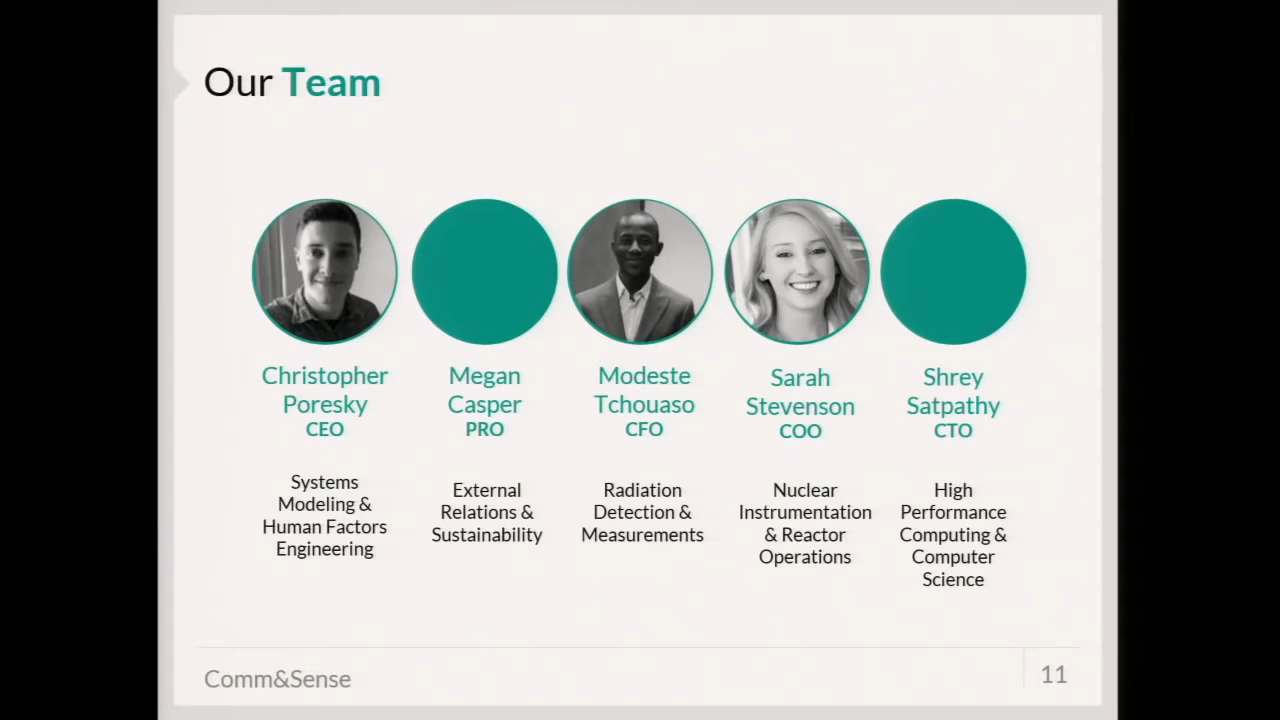 Our Team
Christopher
Poresky
CEO
Systems
Modeling &
Human Factors
Engineering
Megan
Casper
PRO
External
Relations &
Sustainability
Modeste
Tchouaso
CFO
Radiation
Detection &
Measurements
Sarah
Stevenson
COO
Nuclear
Instrumentation
& Reactor
Operations
Shrey
Satpathy
CTO
High
Performance
Computing &
Computer
Science
Comm&Sense
11